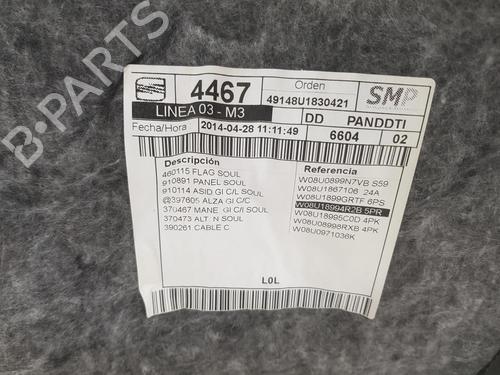 4467
Orden
49148U1830421
SMP
LINEA 03 - M3
DD
PANDDTI
Fecha/Hora
2014-04-28 11:11:49
6604
02
Descripción
460115 FLAG SOUL
910891 PANEL SOUL
910114 ASID GI C/L SOUL
@397605 ALZA GI C/C
370467 MANE. GI C/I SOUL
370473 ALT. N SOUL
390261 CABLE C
Referencia
W08U0899N7VB S59
W08U1867106 24A
W08U1899GRTF 6PS
W08U18994R2B 5PR
W08U18995C0D 4PK
W08U08998RXB 4PK
W08U0971036K
L0L
B-PARTS